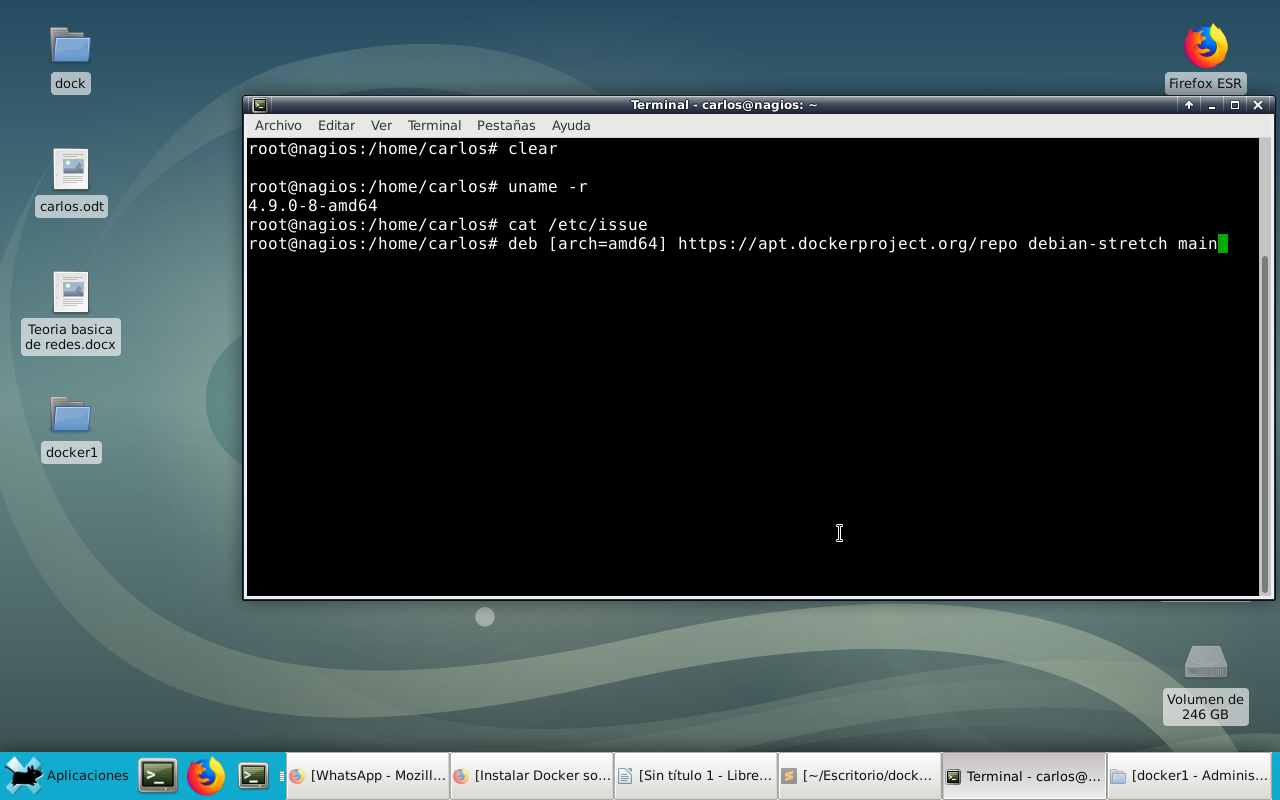 dock
Firefox ESR
carlos.odt
Teoria basica
de redes.docx
docker1
Terminal - carlos@nagios: ~
Archivo Editar Ver Terminal Pestañas Ayuda
root@nagios:/home/carlos# clear
root@nagios:/home/carlos# uname -r
4.9.0-8-amd64
root@nagios:/home/carlos# cat /etc/issue
root@nagios:/home/carlos# deb [arch=amd64] https://apt.dockerproject.org/repo debian-stretch main
Volumen de
246 GB
Aplicaciones
[WhatsApp - Mozill...
[Instalar Docker so...
[Sin título 1 - Libre...
[~/Escritorio/dock...
Terminal - carlos@...
[docker1 - Adminis...